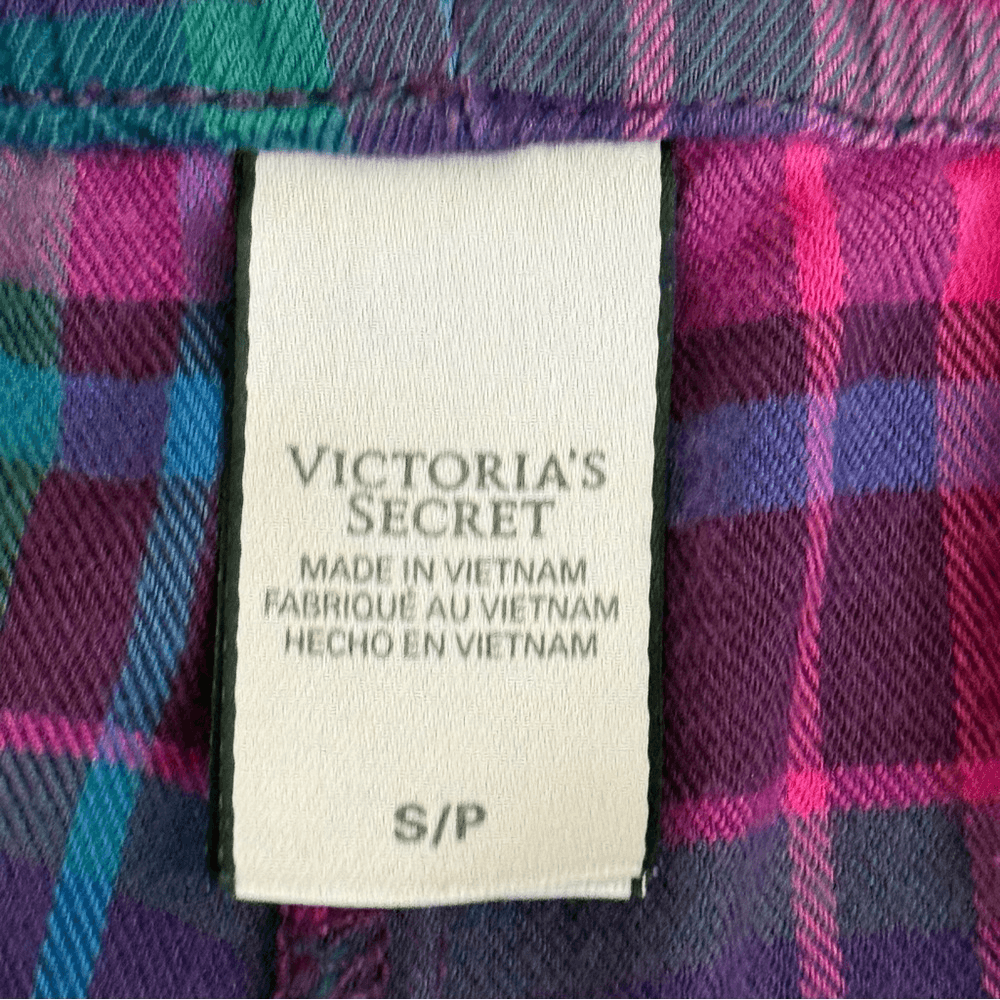 VICTORIA'S
SECRET
MADE IN VIETNAM
FABRIQUÉ AU VIETNAM
HECHO EN VIETNAM
S/P